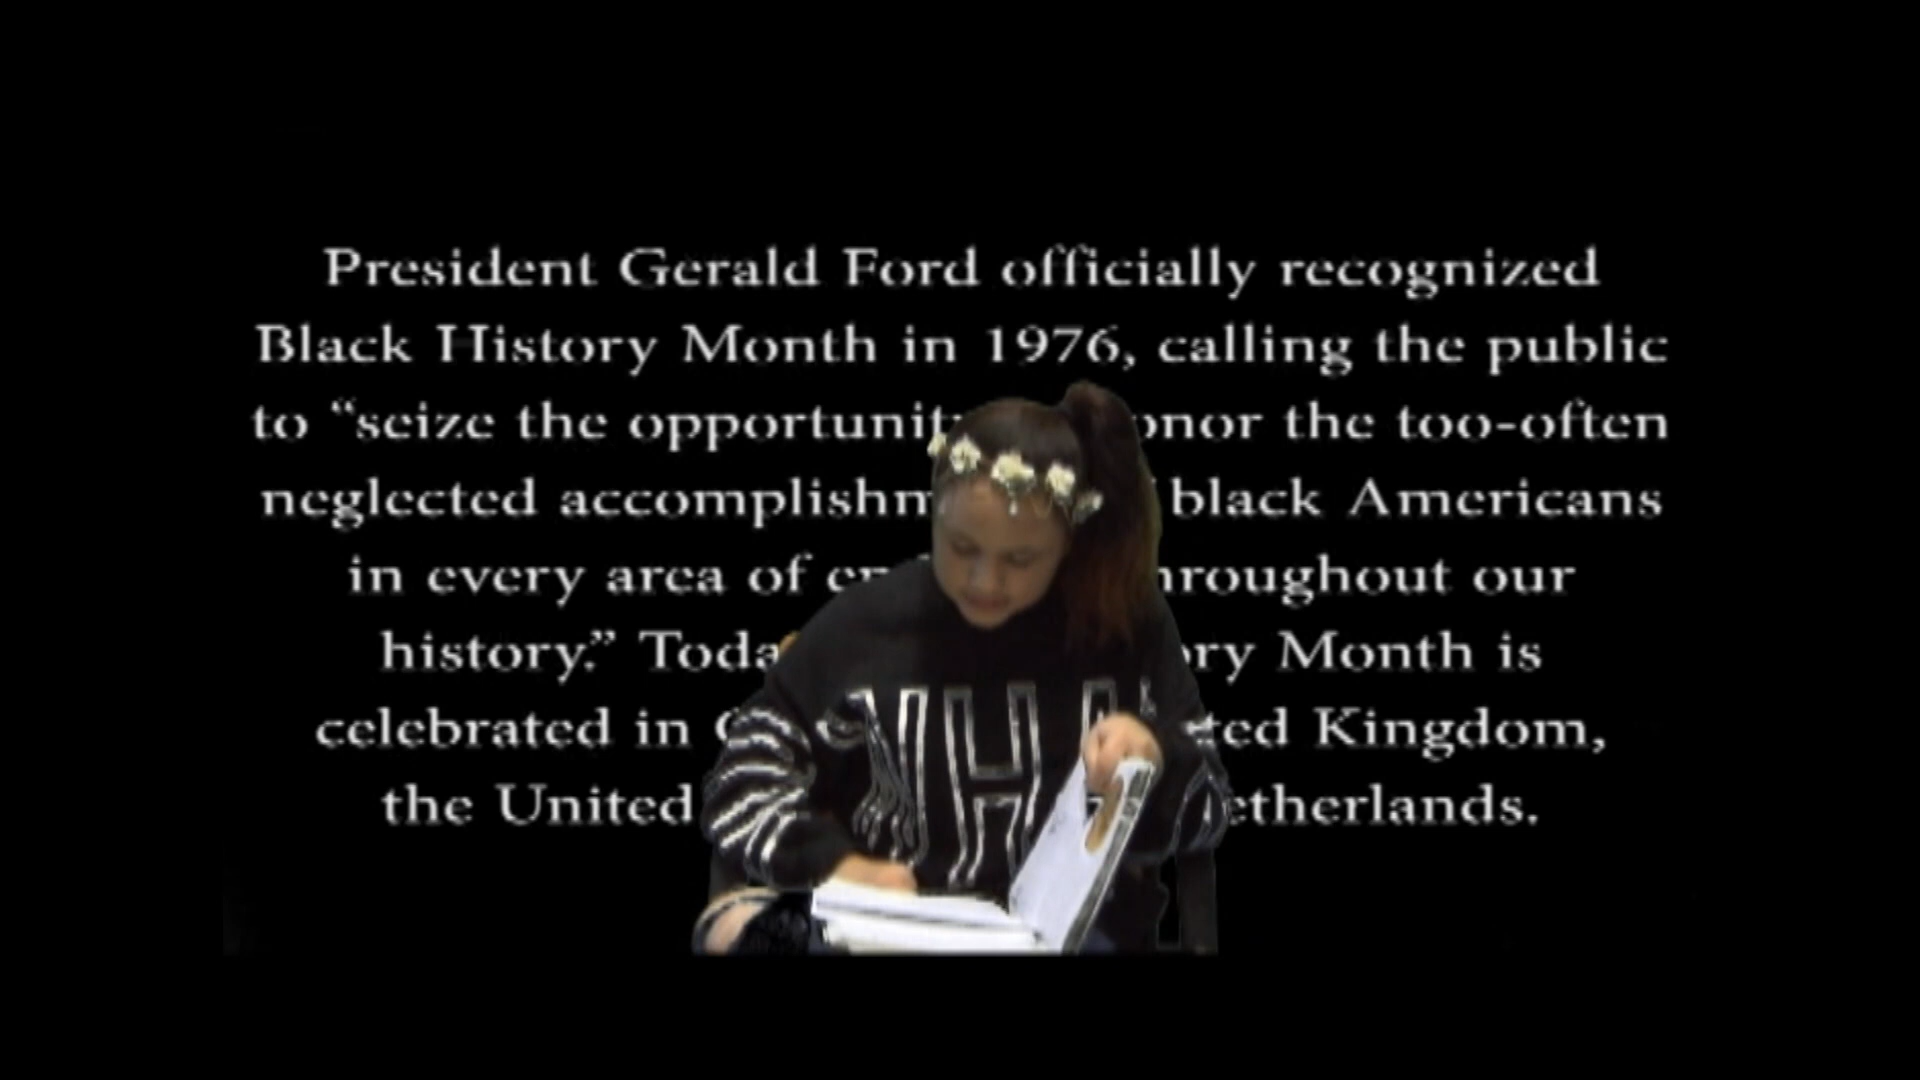 President Gerald Ford officially recognized
Black History Month in 1976, calling the public
to “seize the opportunity onor the too-often
neglected accomplishm black Americans
in every area of hroughout our
history.” Toda ory Month is
celebrated in ted Kingdom,
the United etherlands.